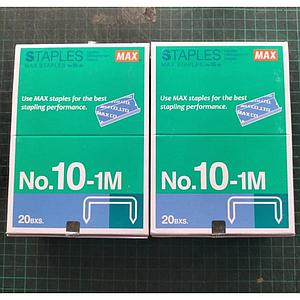 STAPLES
MAX
MAX STAPLES
Use MAX staples for the best
stapling performance.
No.10-1M
20BXS.
STAPLES
MAX
MAX STAPLES
Use MAX staples for the best
stapling performance.
No.10-1M
20BXS.